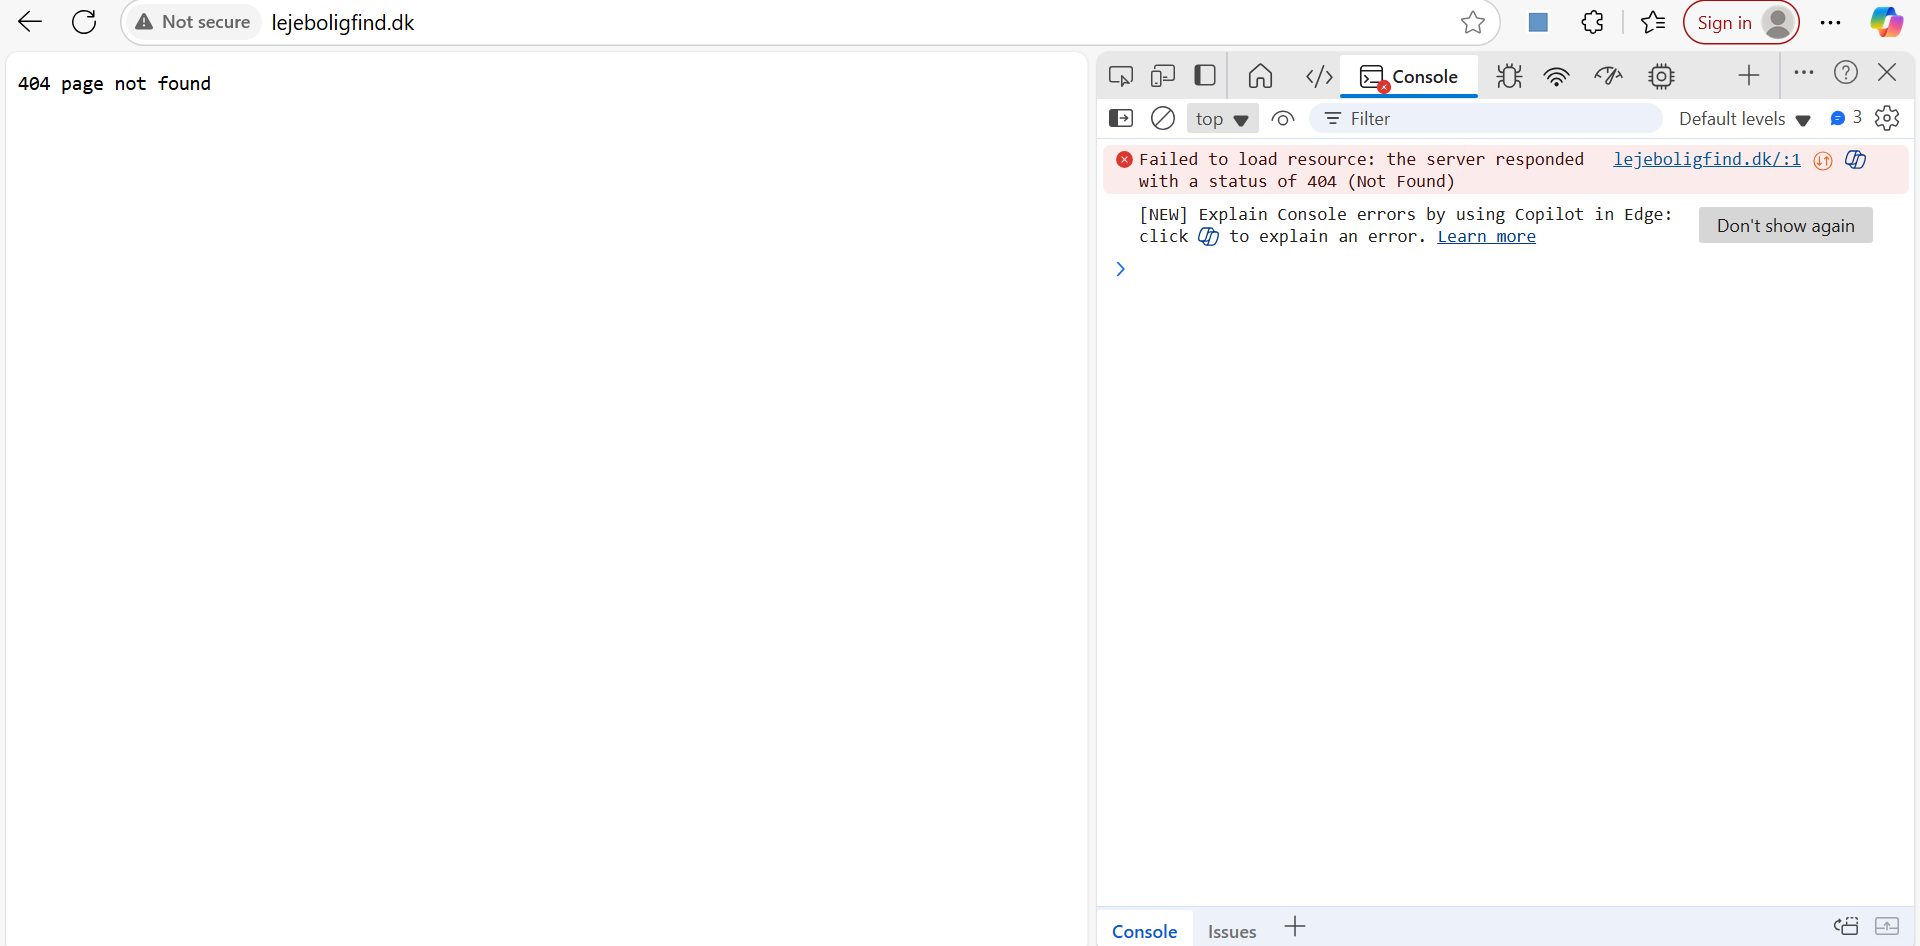 Not secure
lejeboligfind.dk
Sign in
404 page not found
Console
top
Filter
Default levels
3
Failed to load resource: the server responded
with a status of 404 (Not Found)
lejeboligfind.dk/:1
[NEW] Explain Console errors by using Copilot in Edge:
click to explain an error. Learn more
Don't show again
Console
Issues